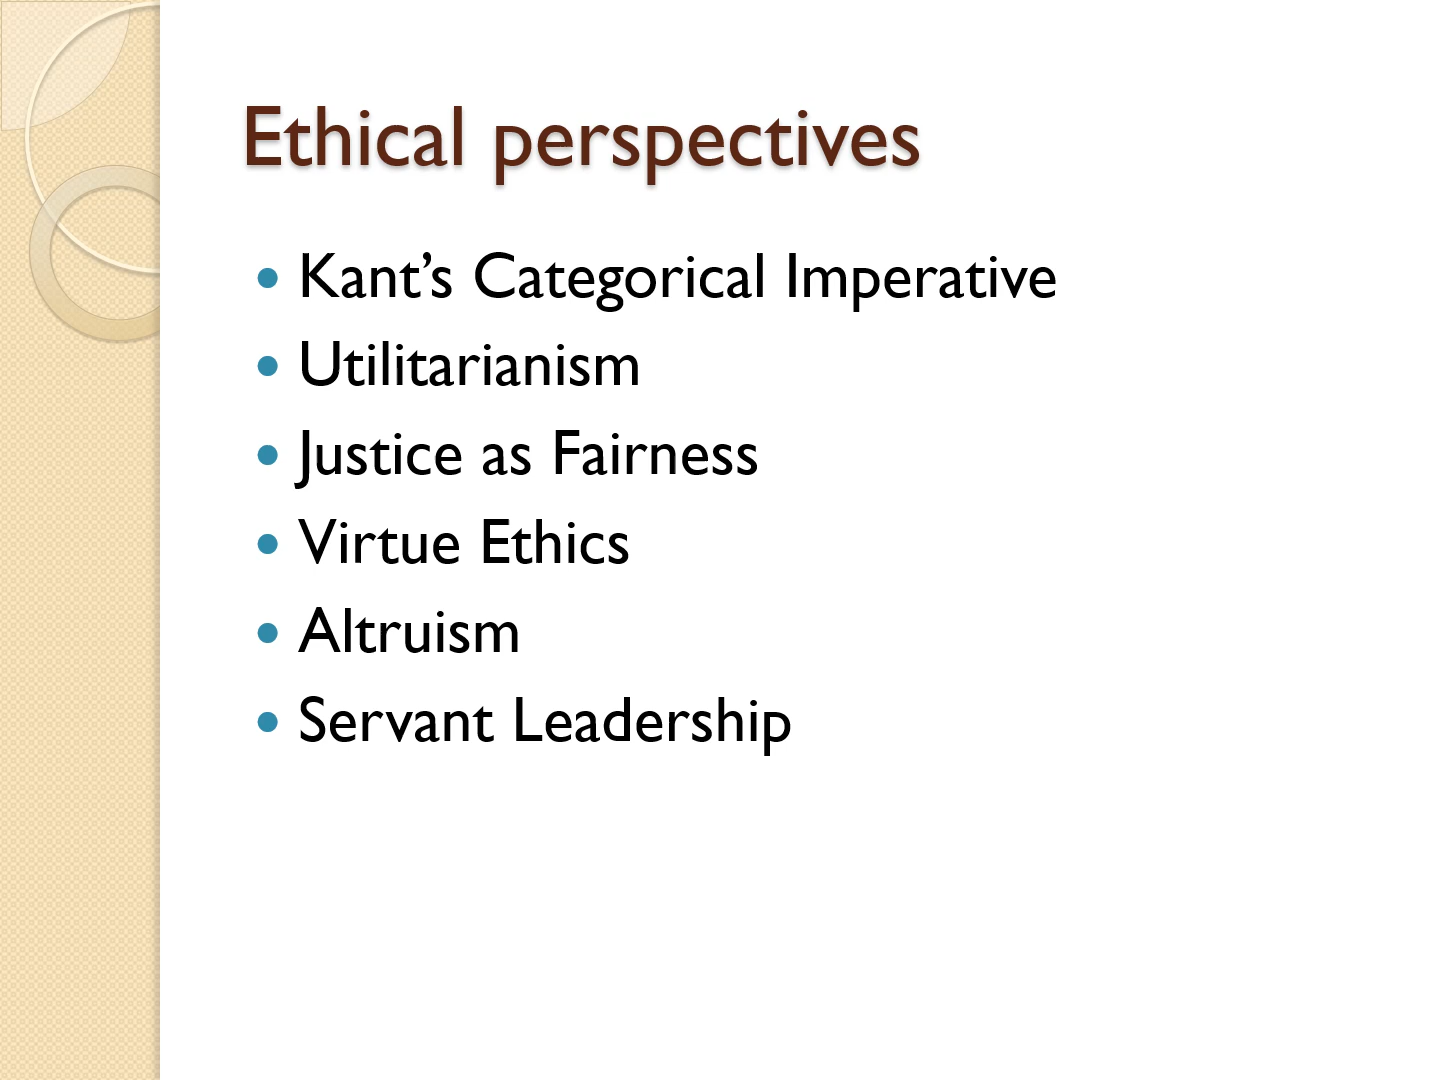 Ethical perspectives
• Kant’s Categorical Imperative
• Utilitarianism
• Justice as Fairness
• Virtue Ethics
• Altruism
• Servant Leadership